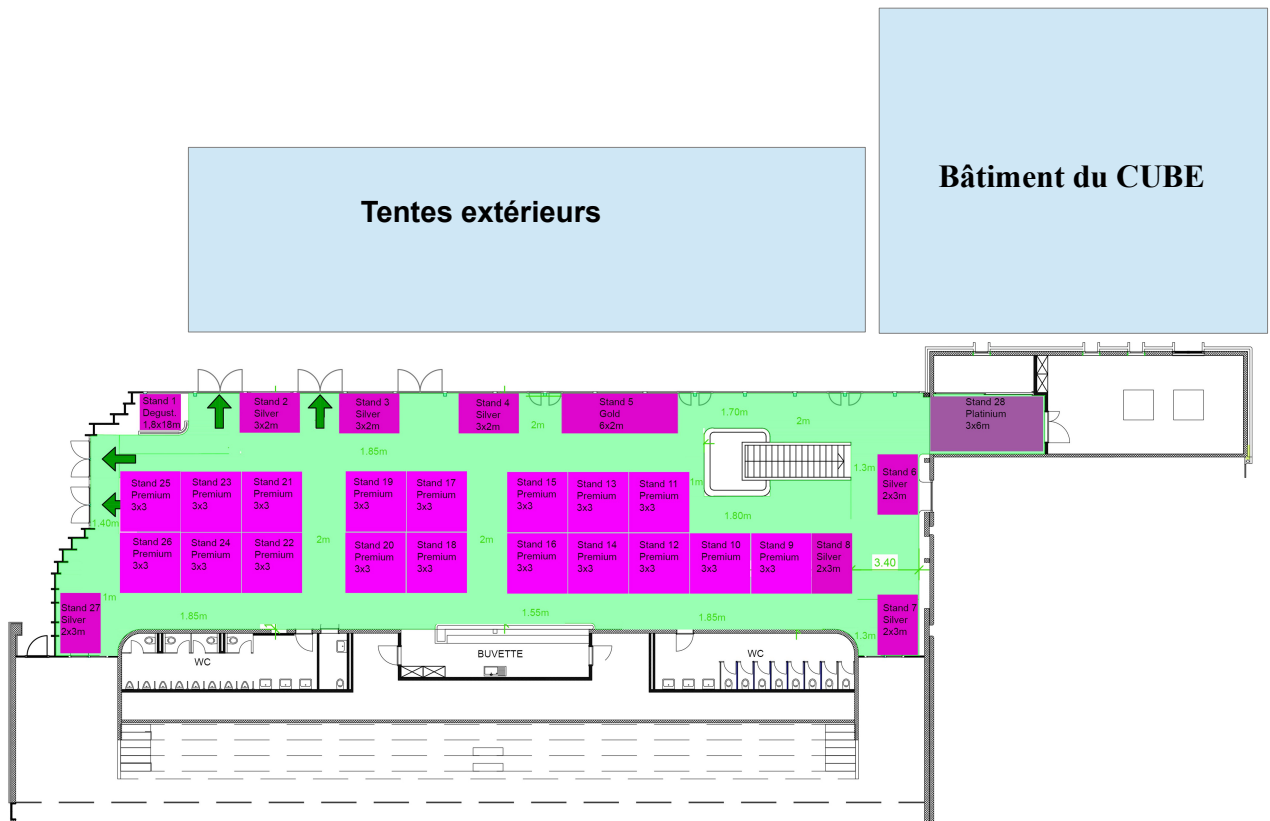 Bâtiment du CUBE
Tentes extérieurs
Stand 1
Degust.
1,8x18m
Stand 2
Silver
3x2m
Stand 3
Silver
3x2m
Stand 4
Silver
3x2m
2m
Stand 5
Gold
6x2m
1.70m
2m
Stand 28
Platinium
3x6m
1.85m
1.3m
Stand 6
Silver
2x3m
Stand 25
Premium
3x3
Stand 23
Premium
3x3
Stand 21
Premium
3x3
Stand 19
Premium
3x3
Stand 17
Premium
3x3
Stand 15
Premium
3x3
Stand 13
Premium
3x3
Stand 11
Premium
3x3
1m
1.80m
1.40m
Stand 26
Premium
3x3
Stand 24
Premium
3x3
Stand 22
Premium
3x3
2m
Stand 20
Premium
3x3
Stand 18
Premium
3x3
2m
Stand 16
Premium
3x3
Stand 14
Premium
3x3
Stand 12
Premium
3x3
Stand 10
Premium
3x3
Stand 9
Premium
3x3
Stand 8
Silver
2x3m
3.40
1m
Stand 27
Silver
2x3m
1.85m
1.55m
1.85m
1.3m
Stand 7
Silver
2x3m
WC
BUVETTE
WC